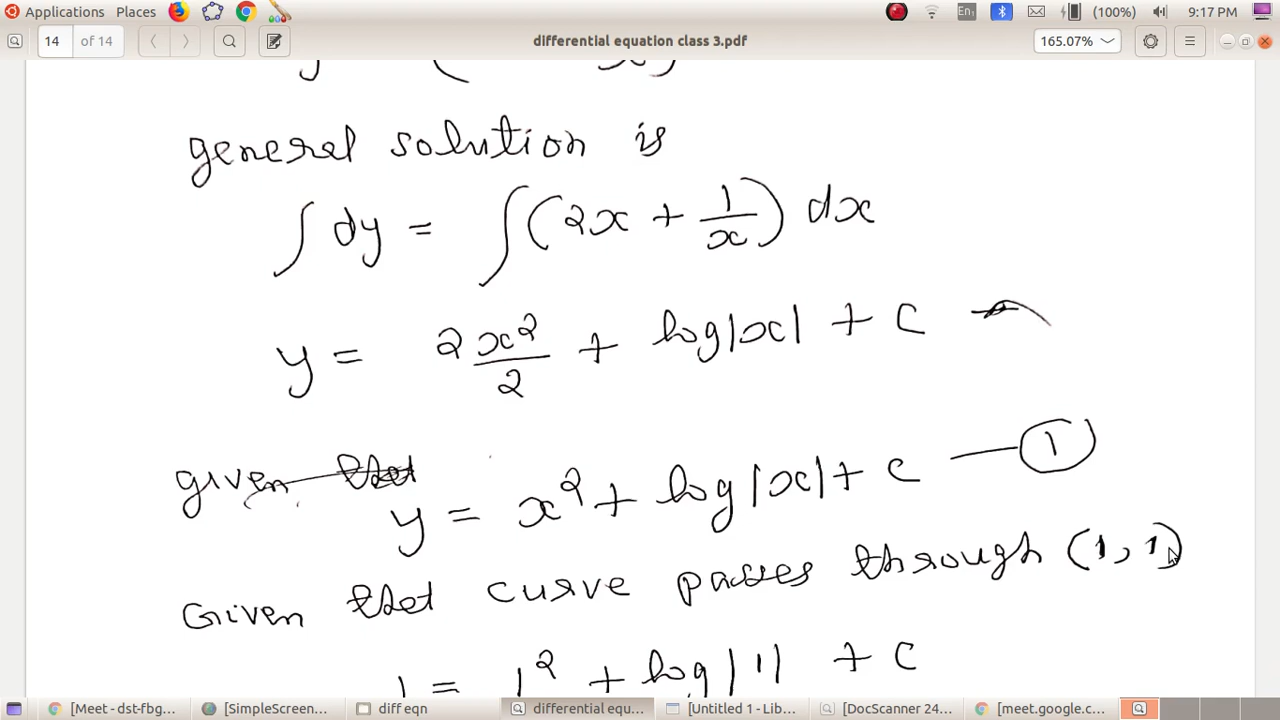 Applications Places En₁ (100%) 9:17 PM
14 of 14 differential equation class 3.pdf 165.07%
general solution is
∫ dy = ∫ (2x + 1/x) dx
y = 2x²/2 + log|x| + c
given that
y = x² + log|x| + c — 1
Given that curve passes through (1, 1)
1 = 1² + log|1| + c
[Meet - dst-fbg... [SimpleScreen... diff eqn differential equ... [Untitled 1 - Lib... [DocScanner 24... [meet.google.c...